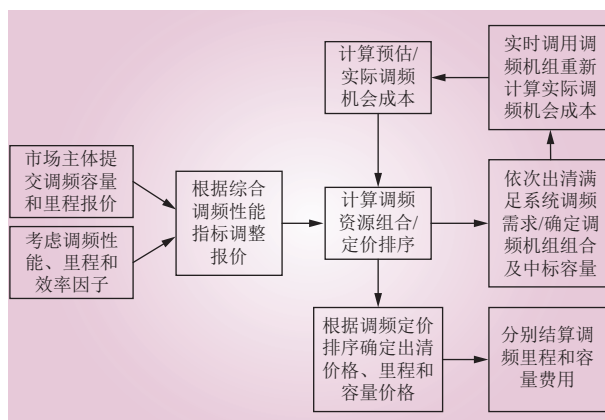 计算预估/
实际调频
机会成本
实时调用调
频机组重新
计算实际调
频机会成本
市场主体提
交调频容量
和里程报价
考虑调频性
能、里程和
效率因子
根据综合
调频性能
指标调整
报价
计算调频
资源组合/
定价排序
依次出清满
足系统调频
需求/确定调
频机组组合
及中标容量
根据调频定价
排序确定出清
价格、里程和
容量价格
分别结算调
频里程和容
量费用